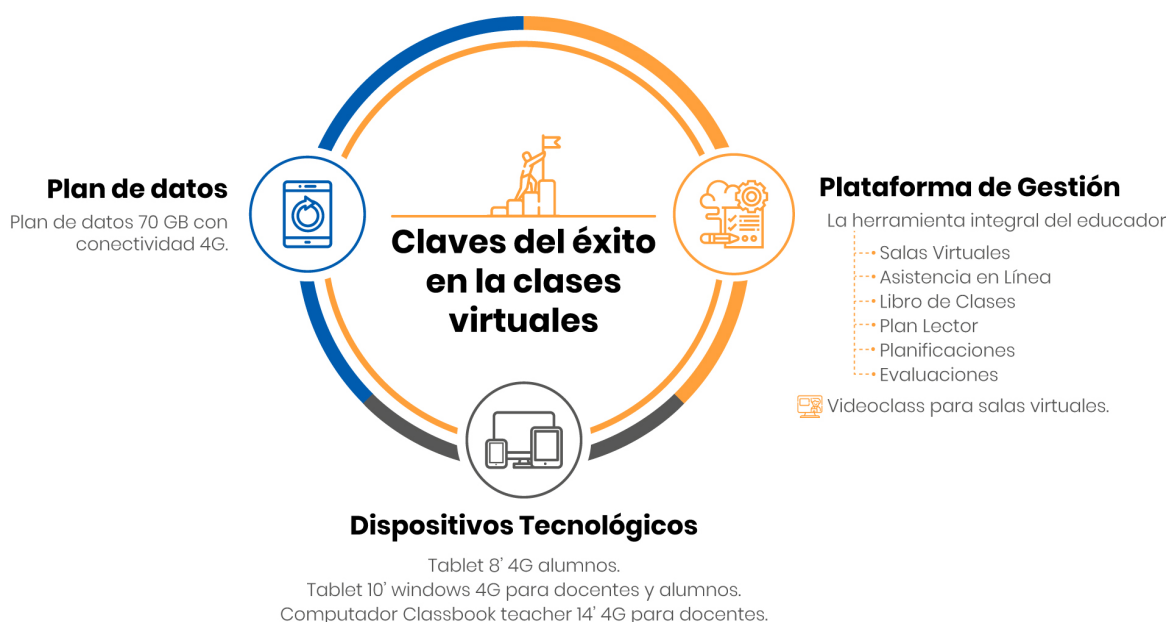 Claves del éxito
en la clases
virtuales
Plan de datos
Plan de datos 70 GB con
conectividad 4G.
Plataforma de Gestión
La herramienta integral del educador
Salas Virtuales
Asistencia en Línea
Libro de Clases
Plan Lector
Planificaciones
Evaluaciones
Videoclass para salas virtuales.
Dispositivos Tecnológicos
Tablet 8’ 4G alumnos.
Tablet 10’ windows 4G para docentes y alumnos.
Computador Classbook teacher 14’ 4G para docentes.